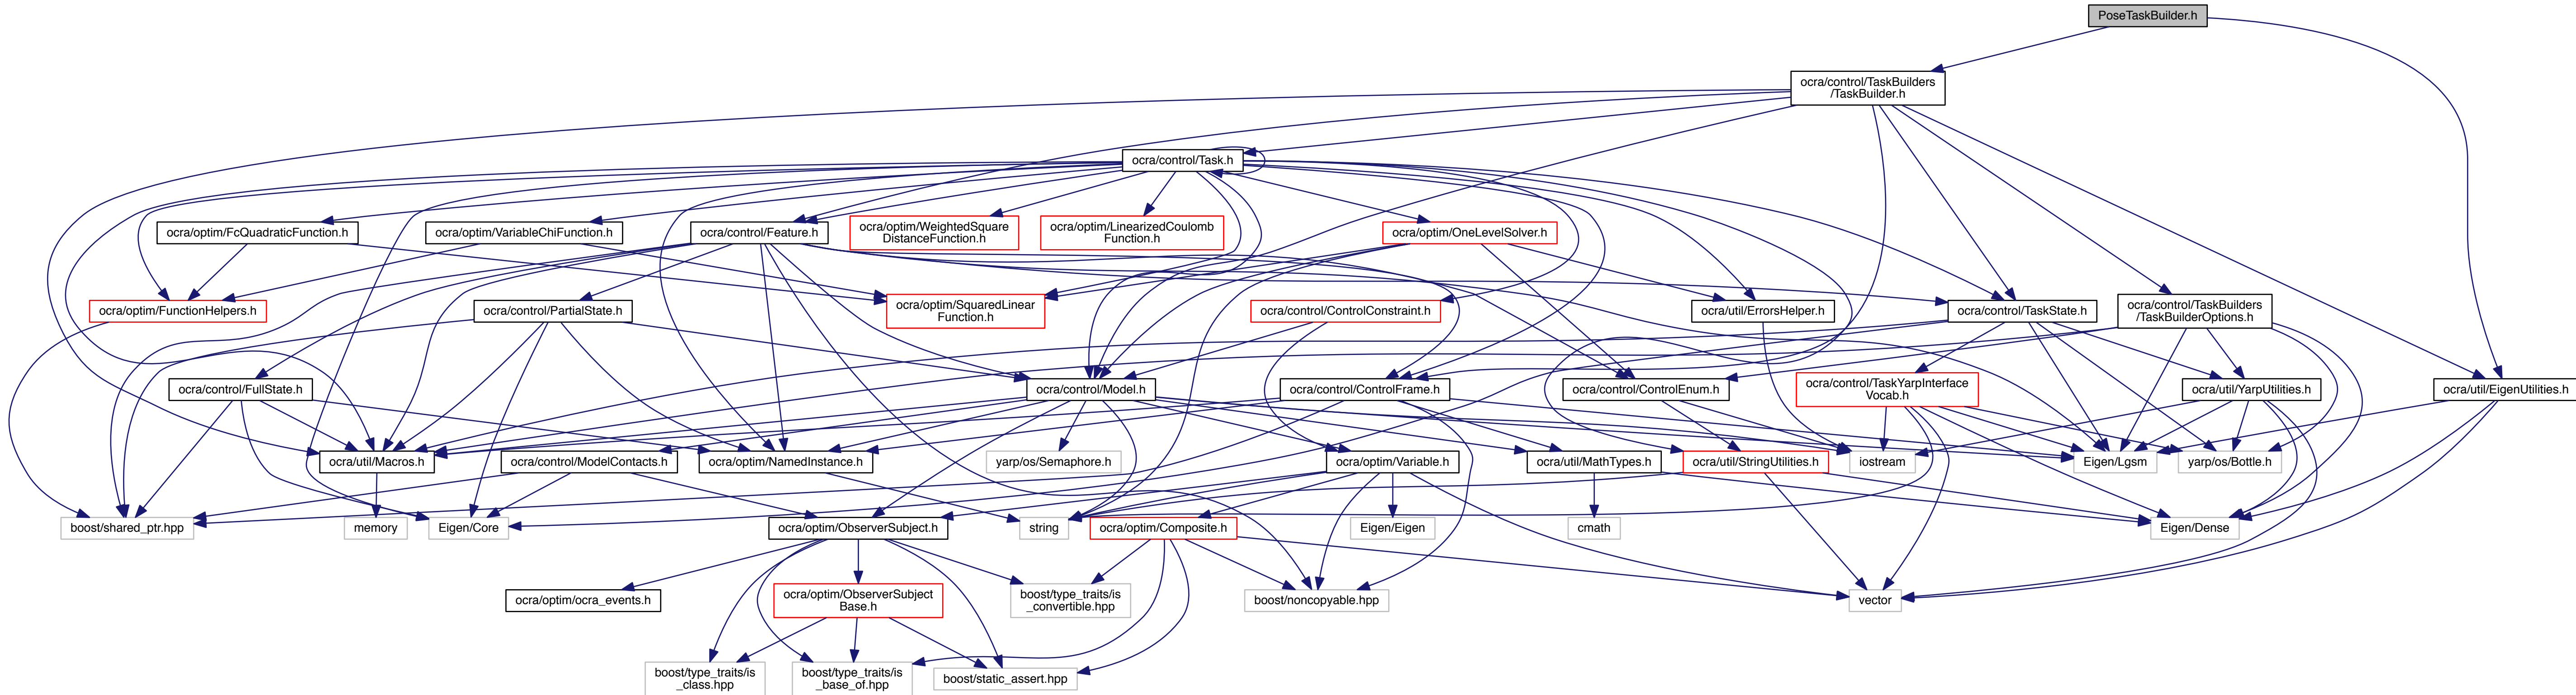 PoseTaskBuilder.h
ocra/control/TaskBuilders
/TaskBuilder.h
ocra/control/Task.h
ocra/optim/FcQuadraticFunction.h
ocra/optim/VariableChiFunction.h
ocra/control/Feature.h
ocra/optim/WeightedSquare
DistanceFunction.h
ocra/optim/LinearizedCoulomb
Function.h
ocra/optim/OneLevelSolver.h
ocra/optim/FunctionHelpers.h
ocra/control/PartialState.h
ocra/optim/SquaredLinear
Function.h
ocra/control/ControlConstraint.h
ocra/util/ErrorsHelper.h
ocra/control/TaskState.h
ocra/control/TaskBuilders
/TaskBuilderOptions.h
ocra/control/FullState.h
ocra/control/Model.h
ocra/control/ControlFrame.h
ocra/control/ControlEnum.h
ocra/control/TaskYarpInterface
Vocab.h
ocra/util/YarpUtilities.h
ocra/util/EigenUtilities.h
ocra/util/Macros.h
ocra/control/ModelContacts.h
ocra/optim/NamedInstance.h
yarp/os/Semaphore.h
ocra/optim/Variable.h
ocra/util/MathTypes.h
ocra/util/StringUtilities.h
iostream
Eigen/Lgsm
yarp/os/Bottle.h
boost/shared_ptr.hpp
memory
Eigen/Core
ocra/optim/ObserverSubject.h
string
ocra/optim/Composite.h
Eigen/Eigen
cmath
Eigen/Dense
ocra/optim/ocra_events.h
ocra/optim/ObserverSubject
Base.h
boost/type_traits/is
_convertible.hpp
boost/noncopyable.hpp
vector
boost/type_traits/is
_class.hpp
boost/type_traits/is
_base_of.hpp
boost/static_assert.hpp